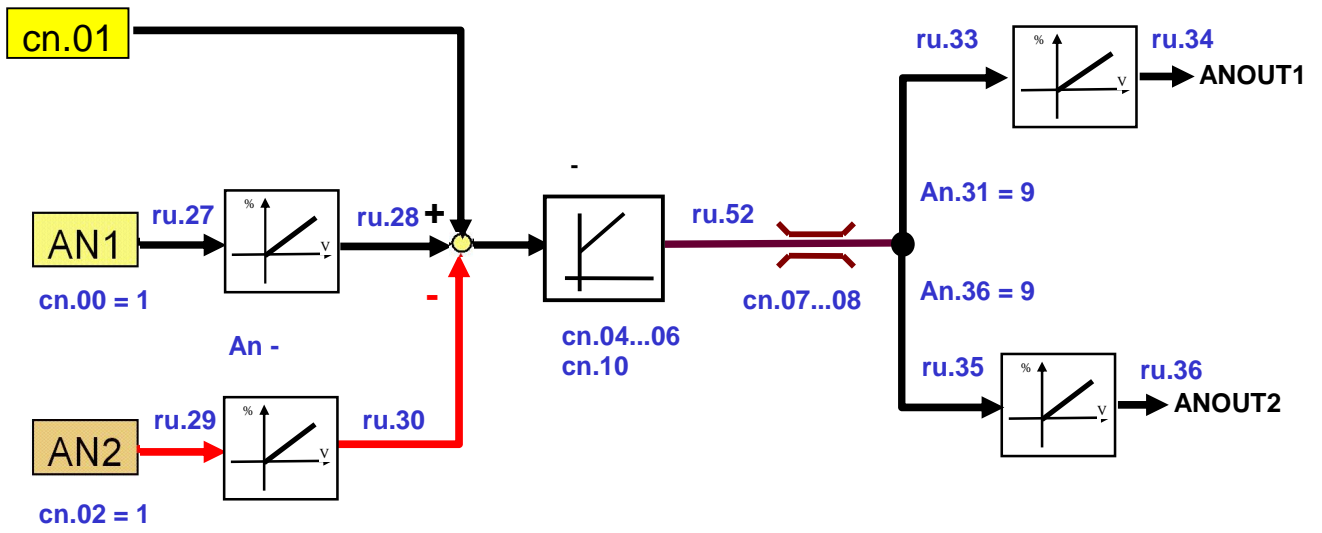 cn.01
ru.33
%
V
ru.34
ANOUT1
-
ru.27
%
V
ru.28
+
ru.52
An.31 = 9
AN1
cn.00 = 1
-
cn.07...08
An.36 = 9
An -
cn.04...06
cn.10
ru.35
%
V
ru.36
ANOUT2
ru.29
%
V
ru.30
AN2
cn.02 = 1